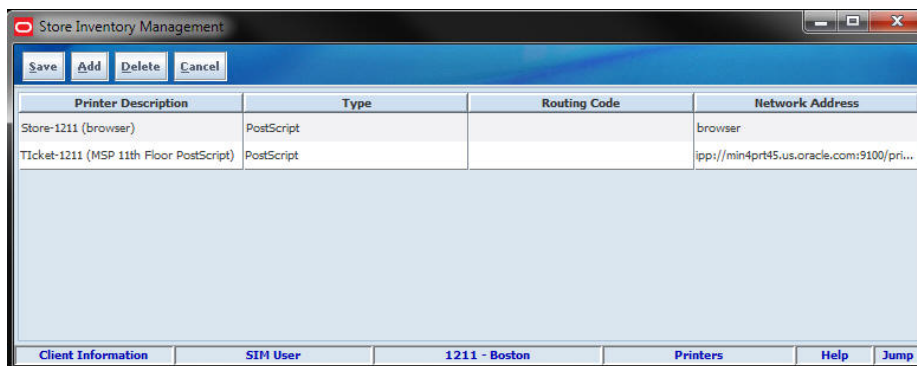 Store Inventory Management
Save Add Delete Cancel
Printer Description Type Routing Code Network Address
Store-1211 (browser) PostScript browser
TIcket-1211 (MSP 11th Floor PostScript) PostScript ipp://min4prt45.us.oracle.com:9100/pri...
Client Information SIM User 1211 - Boston Printers Help Jump